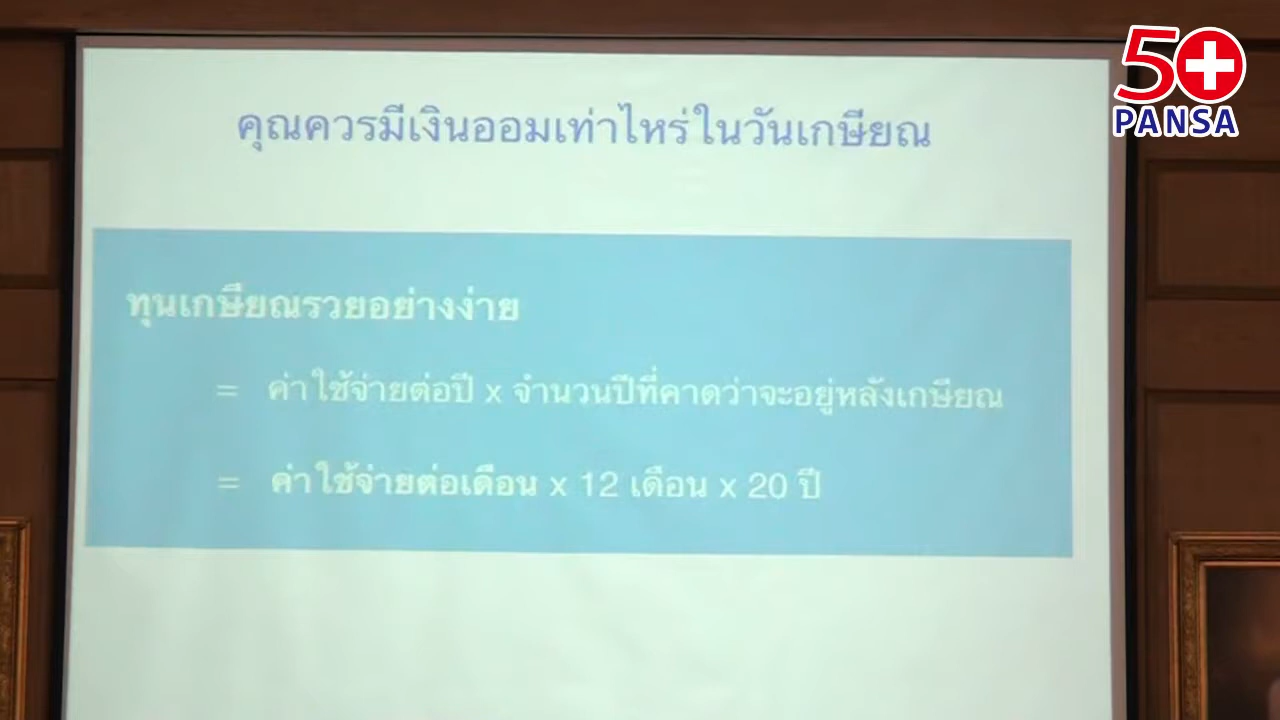 50
PANSA
คุณควรมีเงินออมเท่าไหร่ในวันเกษียณ
ทุนเกษียณรวยอย่างง่าย
= ค่าใช้จ่ายต่อปี x จำนวนปีที่คาดว่าจะอยู่หลังเกษียณ
= ค่าใช้จ่ายต่อเดือน x 12 เดือน x 20 ปี